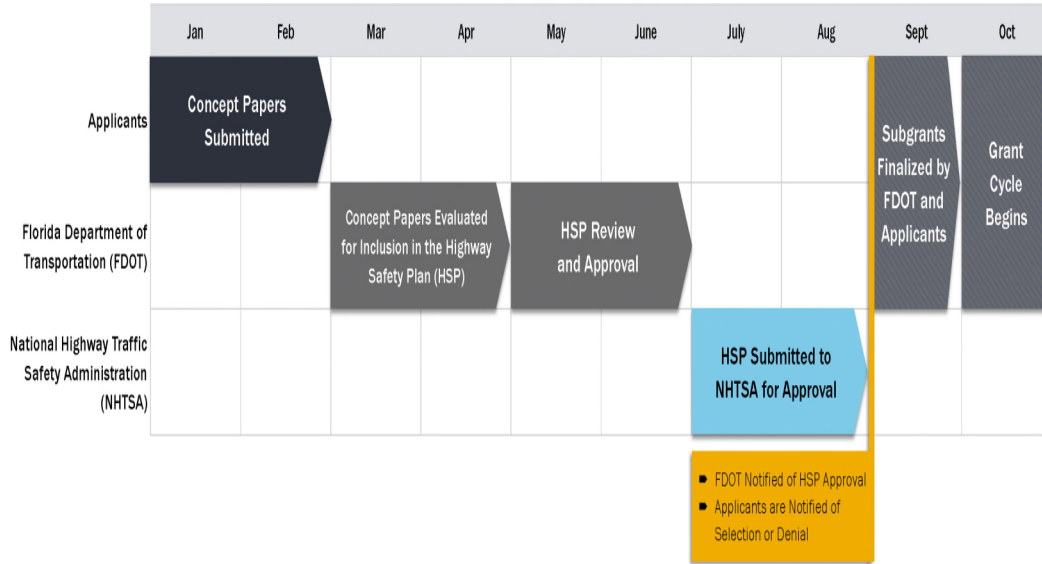 Jan Feb Mar Apr May June July Aug Sept Oct
Applicants
Concept Papers
Submitted
Subgrants
Finalized by
FDOT and
Applicants
Grant
Cycle
Begins
Florida Department of
Transportation (FDOT)
Concept Papers Evaluated
for Inclusion in the Highway
Safety Plan (HSP)
HSP Review
and Approval
National Highway Traffic
Safety Administration
(NHTSA)
HSP Submitted to
NHTSA for Approval
FDOT Notified of HSP Approval
Applicants are Notified of
Selection or Denial